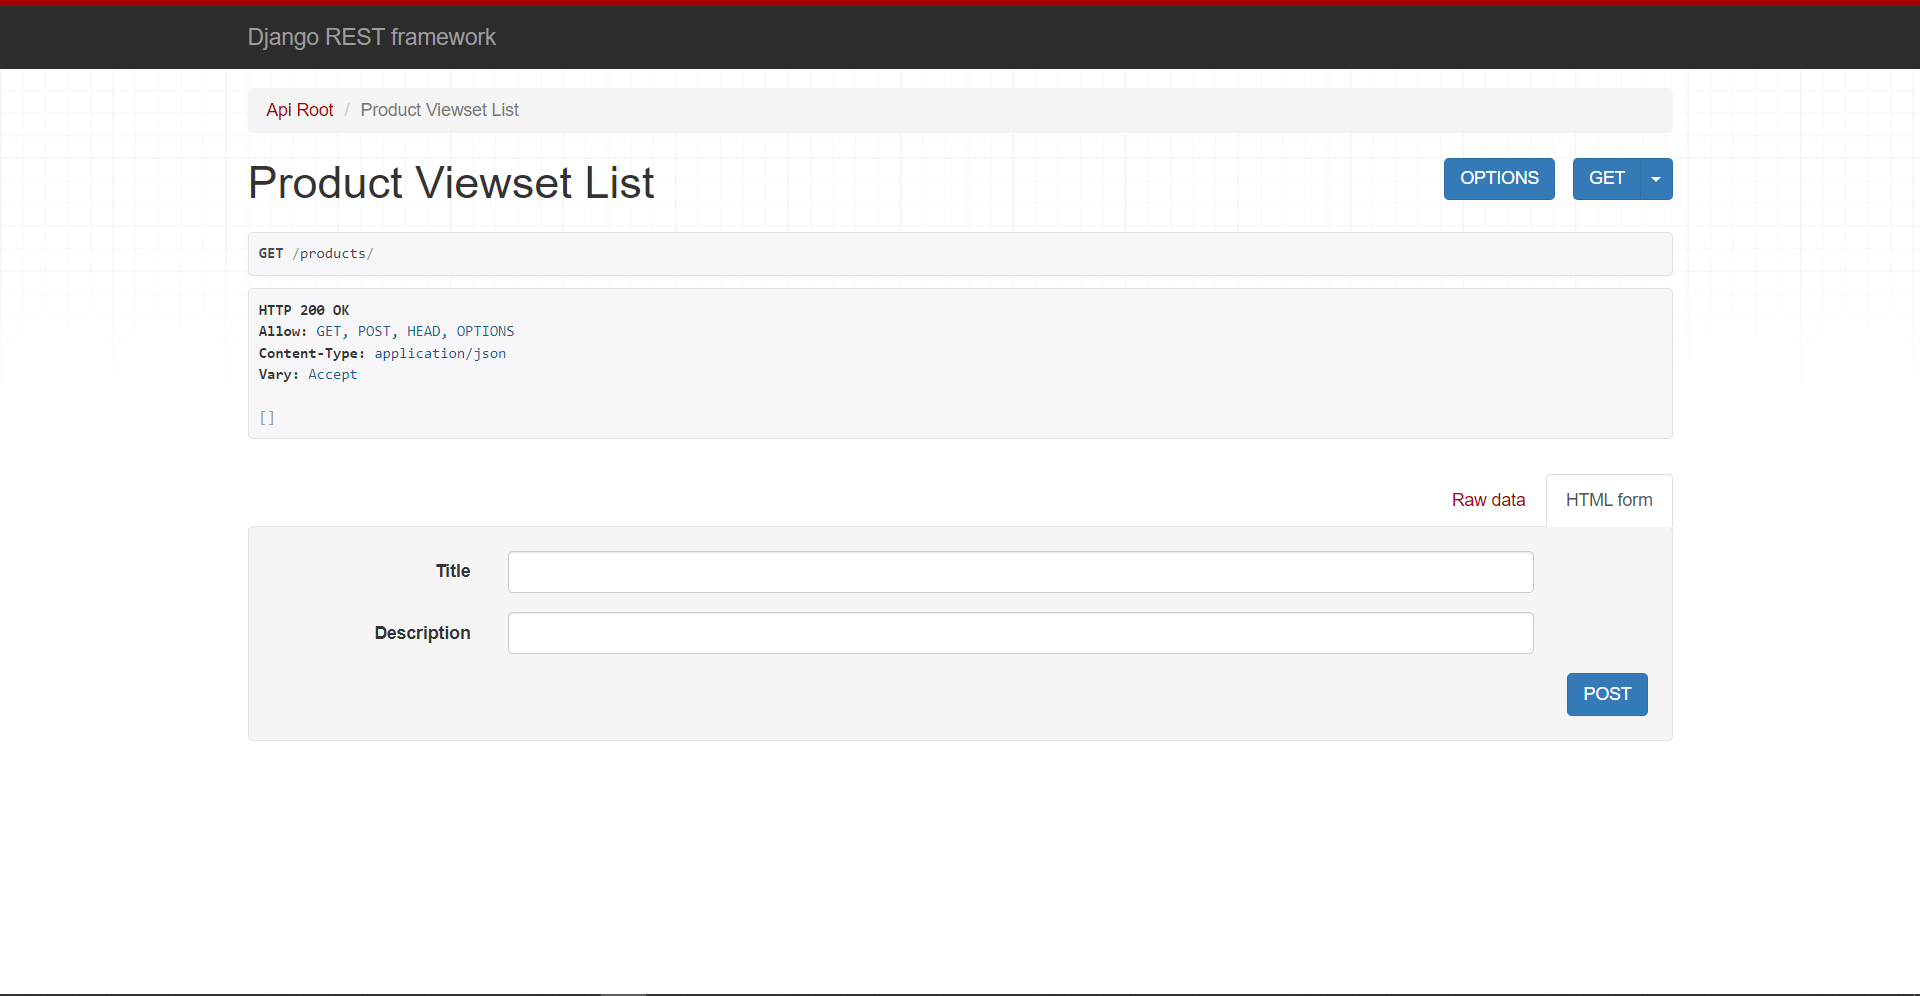 Django REST framework
Api Root / Product Viewset List
Product Viewset List
OPTIONS
GET
GET /products/
HTTP 200 OK
Allow: GET, POST, HEAD, OPTIONS
Content-Type: application/json
Vary: Accept
[]
Raw data
HTML form
Title
Description
POST